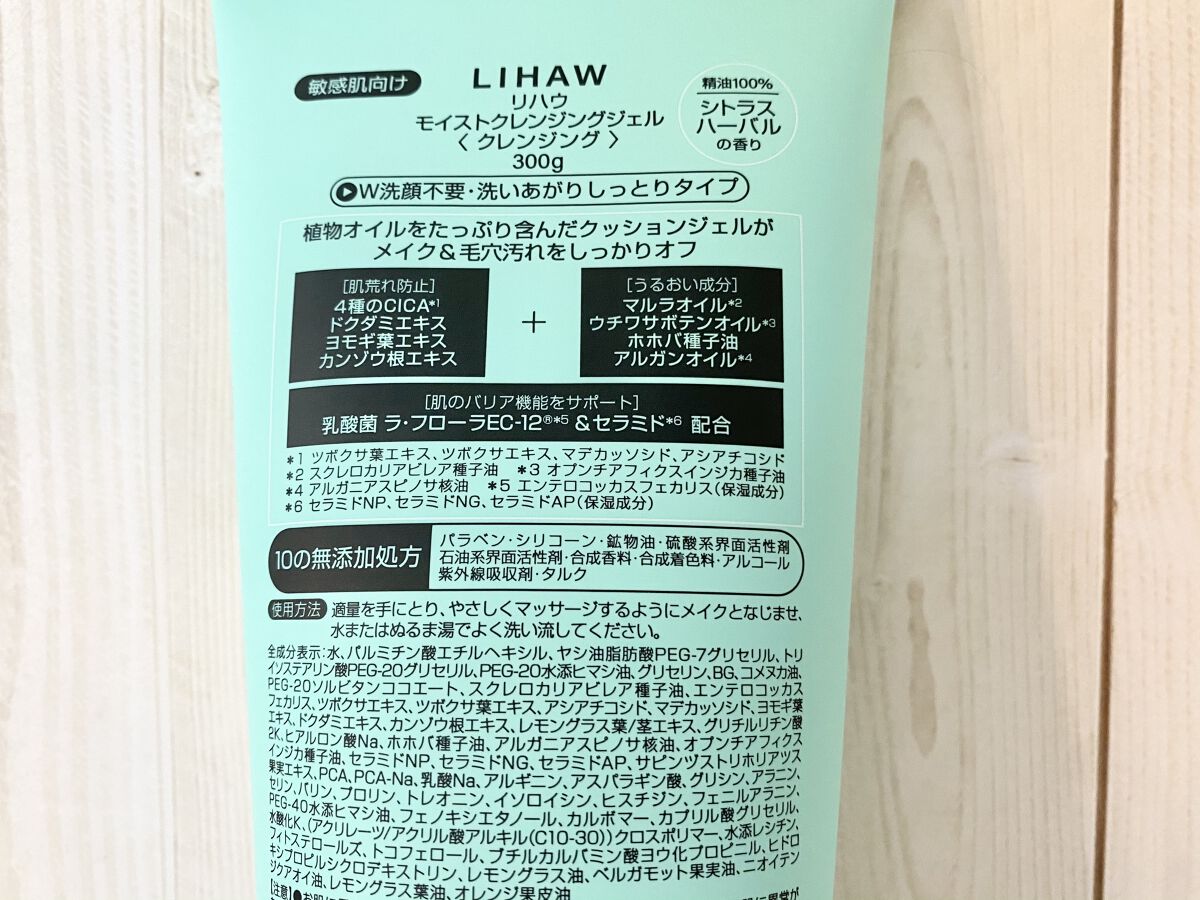 敏感肌向け
LIHAW
リハウ
モイストクレンジングジェル
〈 クレンジング 〉
300g
精油100%
シトラス
ハーバル
の香り
W洗顔不要・洗いあがりしっとりタイプ
植物オイルをたっぷり含んだクッションジェルが
メイク&毛穴汚れをしっかりオフ
[肌荒れ防止]
4種のCICA*1
ドクダミエキス
ヨモギ葉エキス
カンゾウ根エキス
+
[うるおい成分]
マルラオイル*2
ウチワサボテンオイル*3
ホホバ種子油
アルガンオイル*4
[肌のバリア機能をサポート]
乳酸菌 ラ・フローラEC-12®*5 &セラミド*6 配合
*1 ツボクサ葉エキス、ツボクサエキス、マデカッソシド、アシアチコシド
*2 スクレロカリアビレア種子油 *3 オプンチアフィクスインジカ種子油
*4 アルガニアスピノサ核油 *5 エンテロコッカスフェカリス(保湿成分)
*6 セラミドNP、セラミドNG、セラミドAP(保湿成分)
10の無添加処方
パラベン・シリコーン・鉱物油・硫酸系界面活性剤
石油系界面活性剤・合成香料・合成着色料・アルコール
紫外線吸収剤・タルク
使用方法 適量を手にとり、やさしくマッサージするようにメイクとなじませ、
水またはぬるま湯でよく洗い流してください。
全成分表示:水、パルミチン酸エチルヘキシル、ヤシ油脂肪酸PEG-7グリセリル、トリ
イソステアリン酸PEG-20グリセリル、PEG-20水添ヒマシ油、グリセリン、BG、コメヌカ油、
PEG-20ソルビタンココエート、スクレロカリアビレア種子油、エンテロコッカス
フェカリス、ツボクサエキス、ツボクサ葉エキス、アシアチコシド、マデカッソシド、ヨモギ葉
エキス、ドクダミエキス、カンゾウ根エキス、レモングラス葉/茎エキス、グリチルリチン酸
2K、ヒアルロン酸Na、ホホバ種子油、アルガニアスピノサ核油、オプンチアフィクス
インジカ種子油、セラミドNP、セラミドNG、セラミドAP、サピンヅストリホリアツス
果実エキス、PCA、PCA-Na、乳酸Na、アルギニン、アスパラギン酸、グリシン、アラニン、
セリン、バリン、プロリン、トレオニン、イソロイシン、ヒスチジン、フェニルアラニン、
PEG-40水添ヒマシ油、フェノキシエタノール、カルボマー、カプリル酸グリセリル、
水酸化K、(アクリレーツ/アクリル酸アルキル(C10-30))クロスポリマー、水添レシチン、
フィトステロールズ、トコフェロール、ブチルカルバミン酸ヨウ化プロピニル、ヒドロ
キシプロピルシクロデキストリン、レモングラス油、ベルガモット果実油、ニオイテン
ジクアオイ油、レモングラス葉油、オレンジ果皮油
[注意]●お肌に